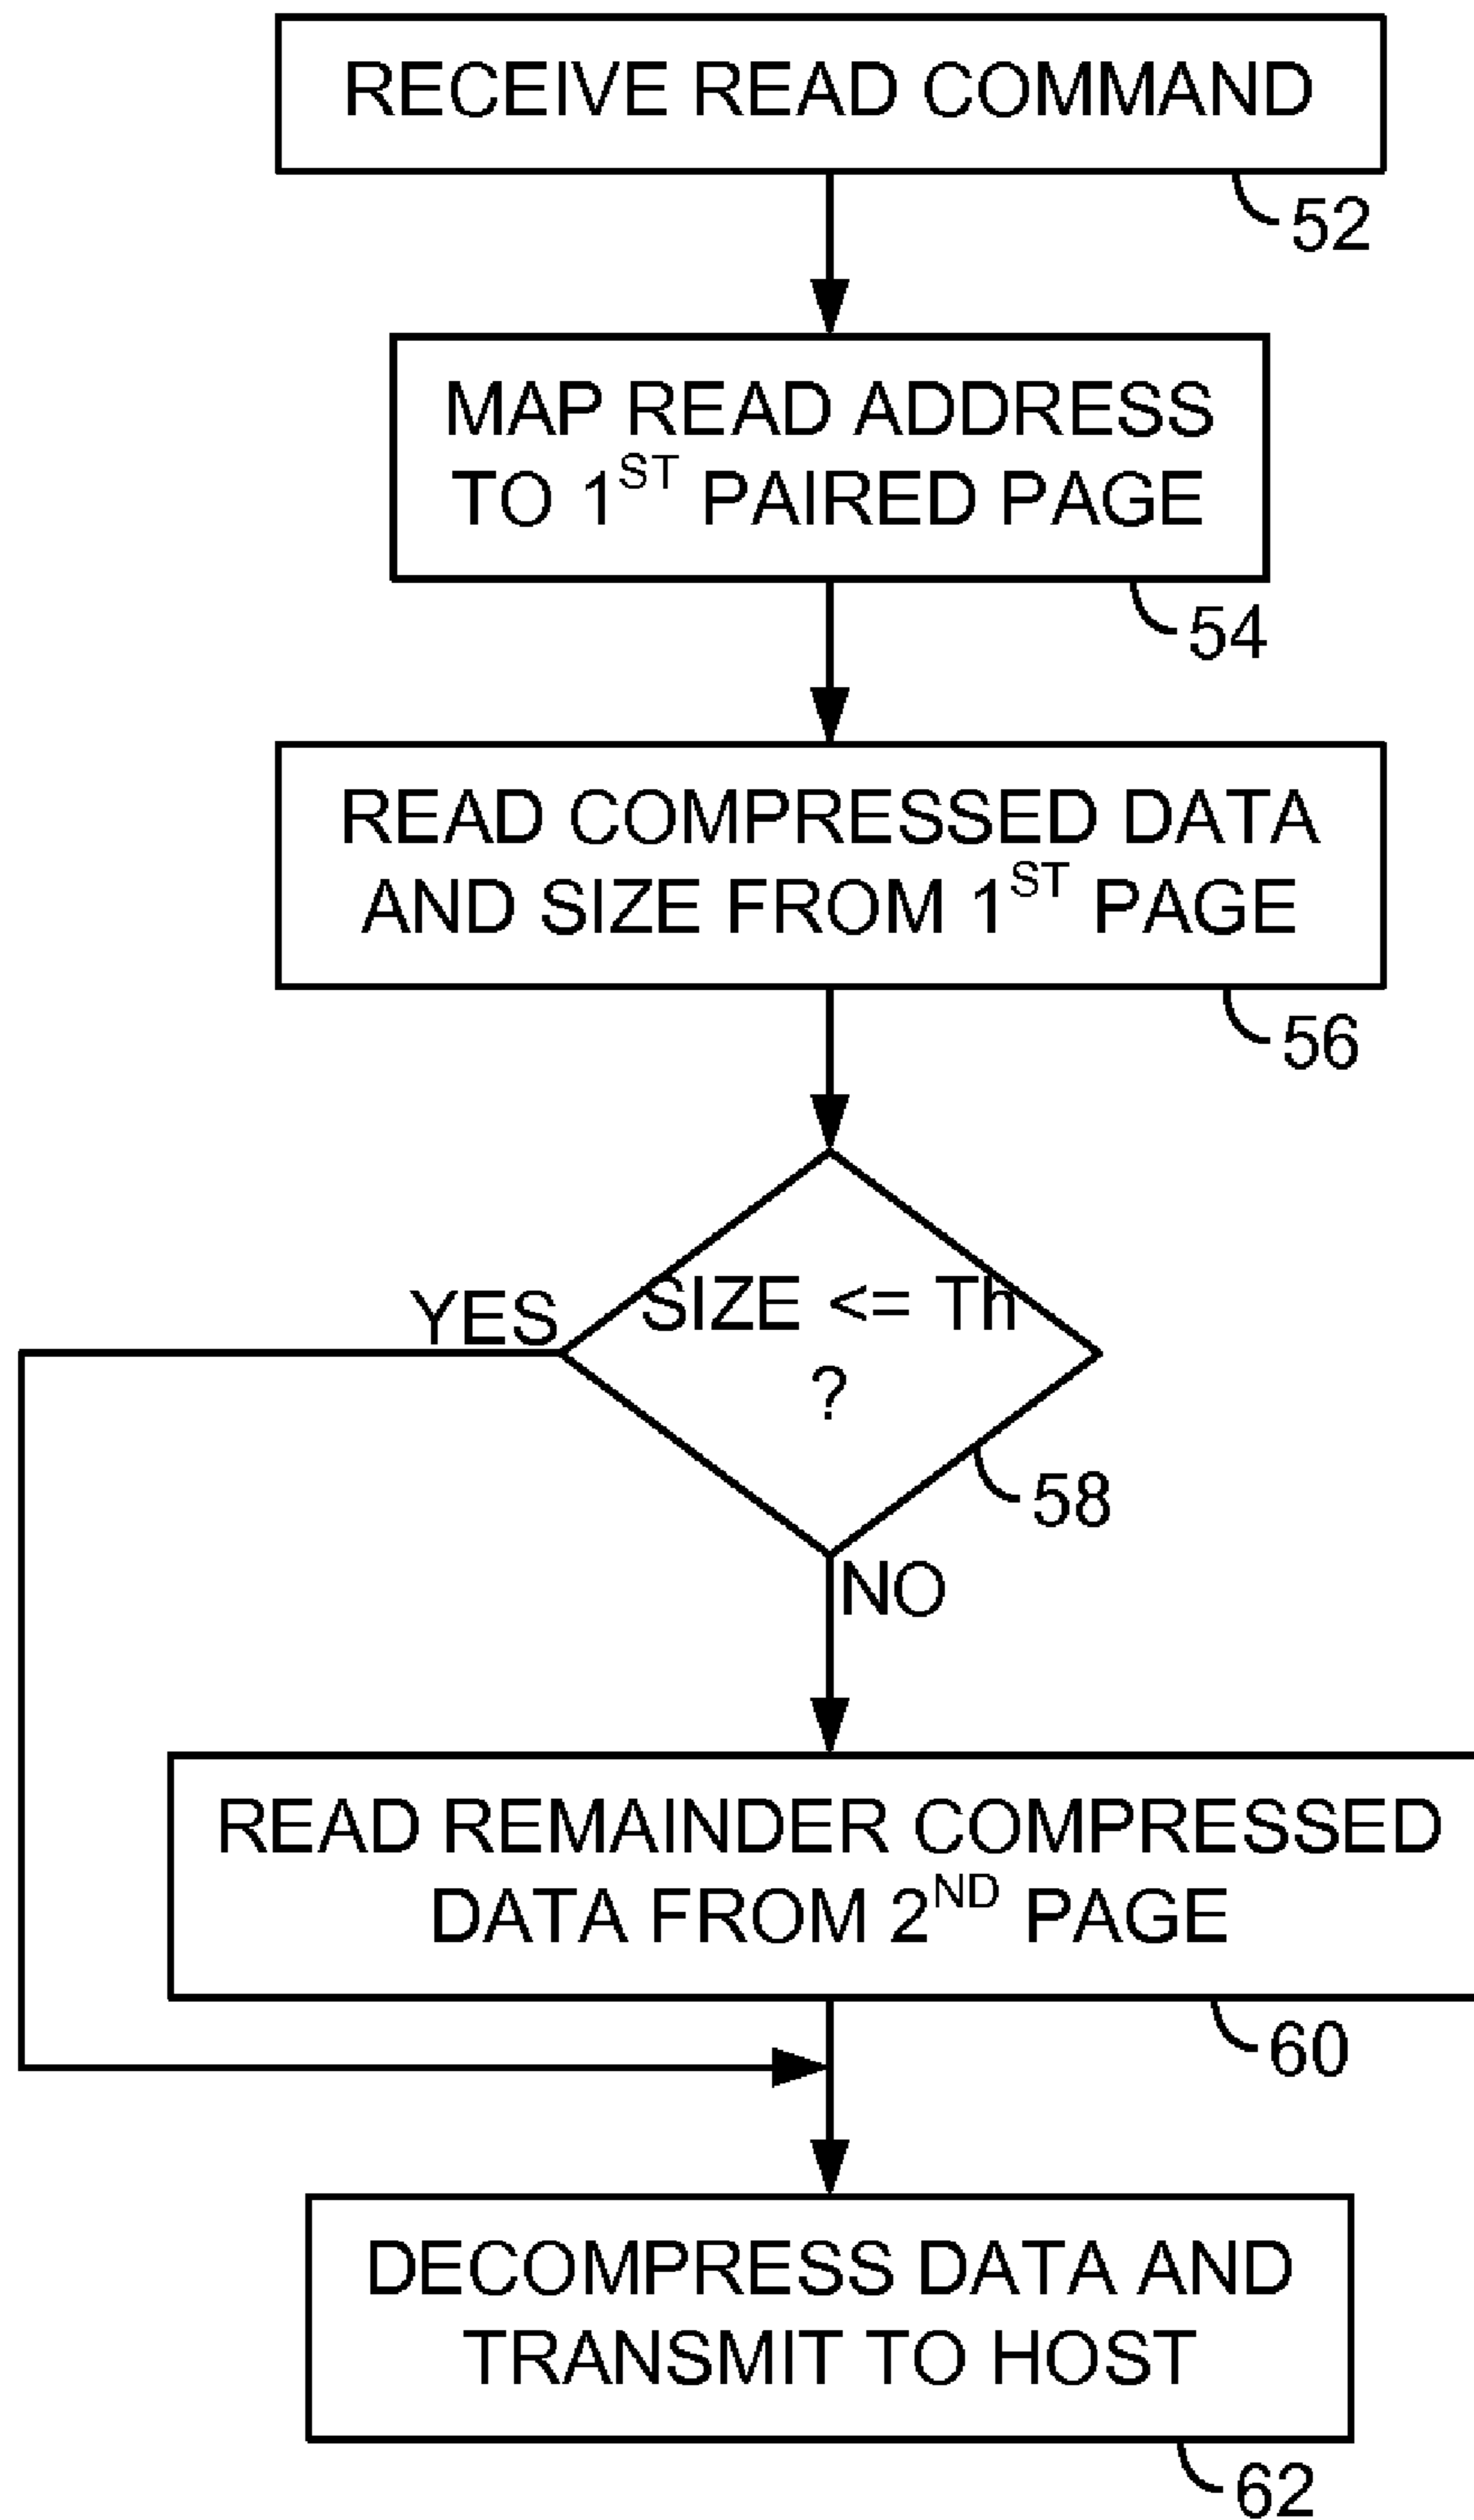 RECEIVE READ COMMAND
52
MAP READ ADDRESS
TO 1ST PAIRED PAGE
54
READ COMPRESSED DATA
AND SIZE FROM 1ST PAGE
56
YES
SIZE <= Th
?
58
NO
READ REMAINDER COMPRESSED
DATA FROM 2ND PAGE
60
DECOMPRESS DATA AND
TRANSMIT TO HOST
62